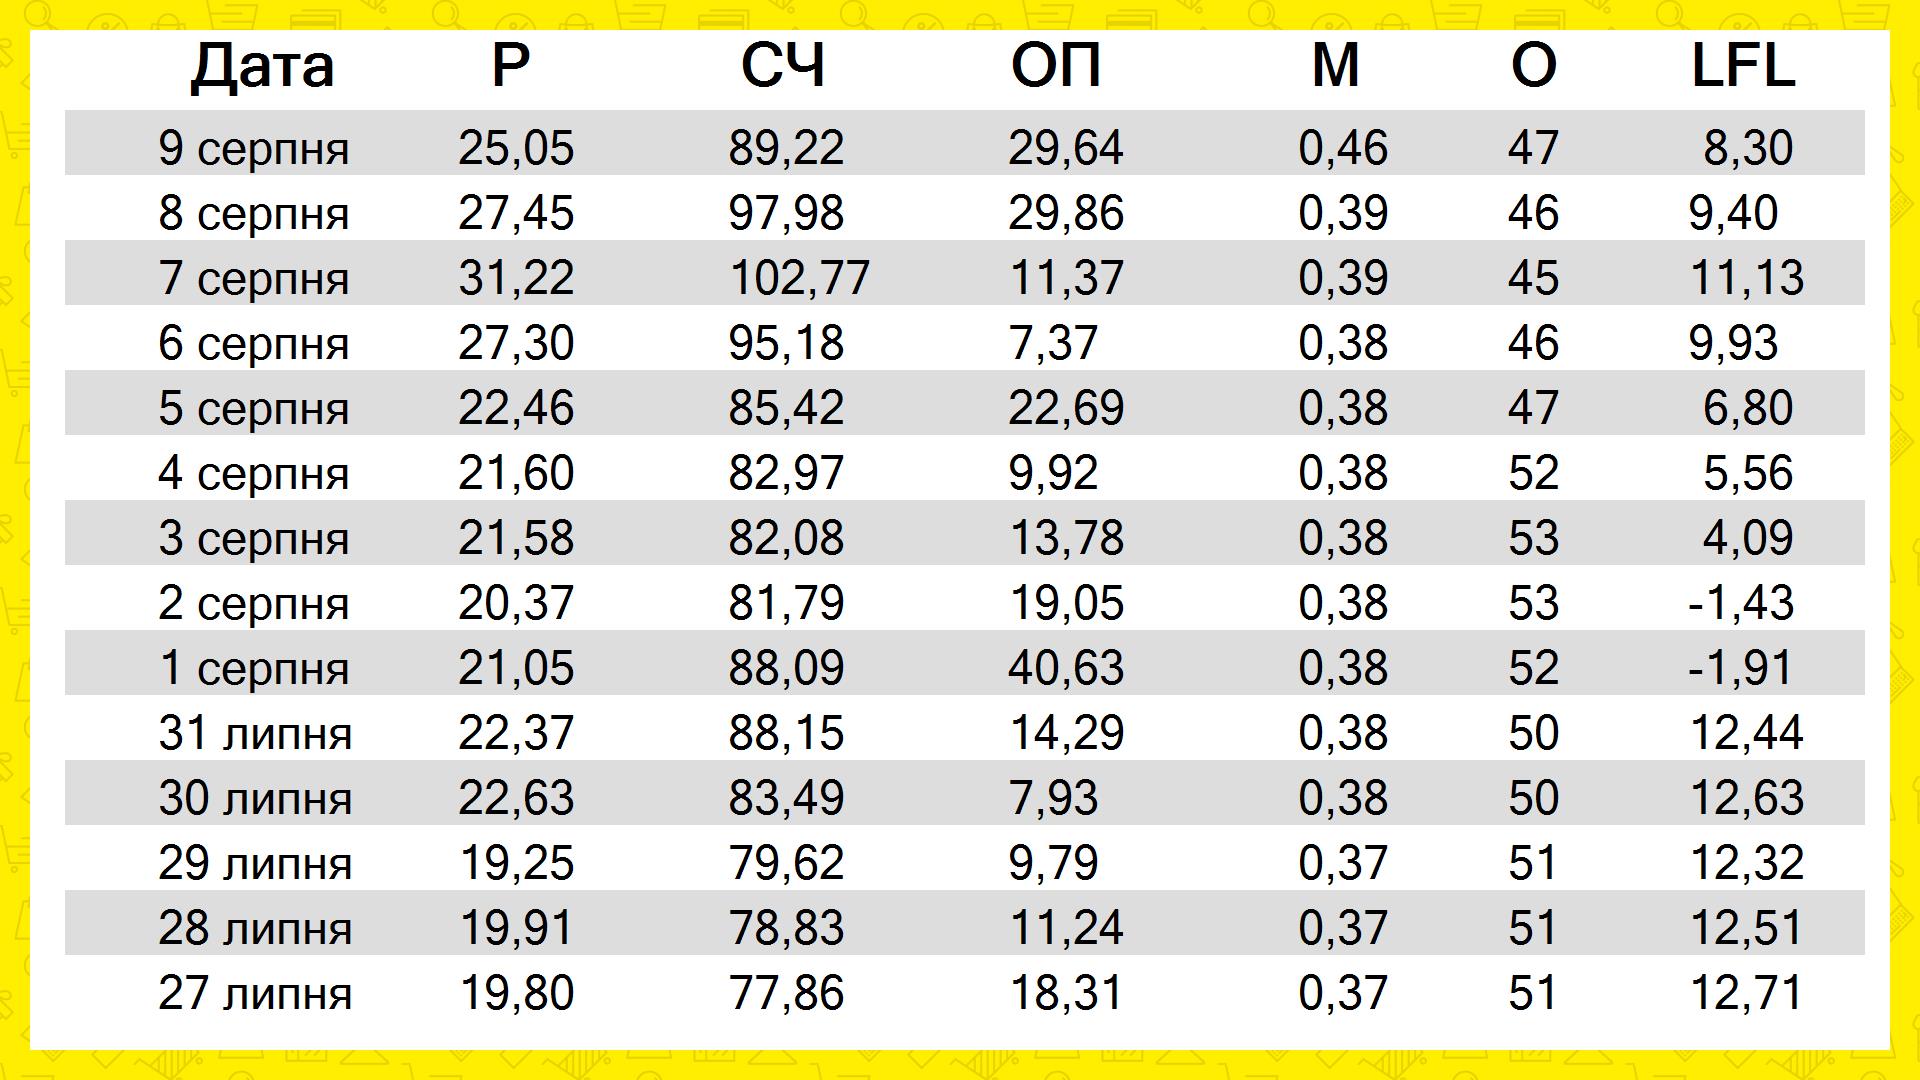 Дата Р СЧ ОП М О LFL
9 серпня 25,05 89,22 29,64 0,46 47 8,30
8 серпня 27,45 97,98 29,86 0,39 46 9,40
7 серпня 31,22 102,77 11,37 0,39 45 11,13
6 серпня 27,30 95,18 7,37 0,38 46 9,93
5 серпня 22,46 85,42 22,69 0,38 47 6,80
4 серпня 21,60 82,97 9,92 0,38 52 5,56
3 серпня 21,58 82,08 13,78 0,38 53 4,09
2 серпня 20,37 81,79 19,05 0,38 53 -1,43
1 серпня 21,05 88,09 40,63 0,38 52 -1,91
31 липня 22,37 88,15 14,29 0,38 50 12,44
30 липня 22,63 83,49 7,93 0,38 50 12,63
29 липня 19,25 79,62 9,79 0,37 51 12,32
28 липня 19,91 78,83 11,24 0,37 51 12,51
27 липня 19,80 77,86 18,31 0,37 51 12,71